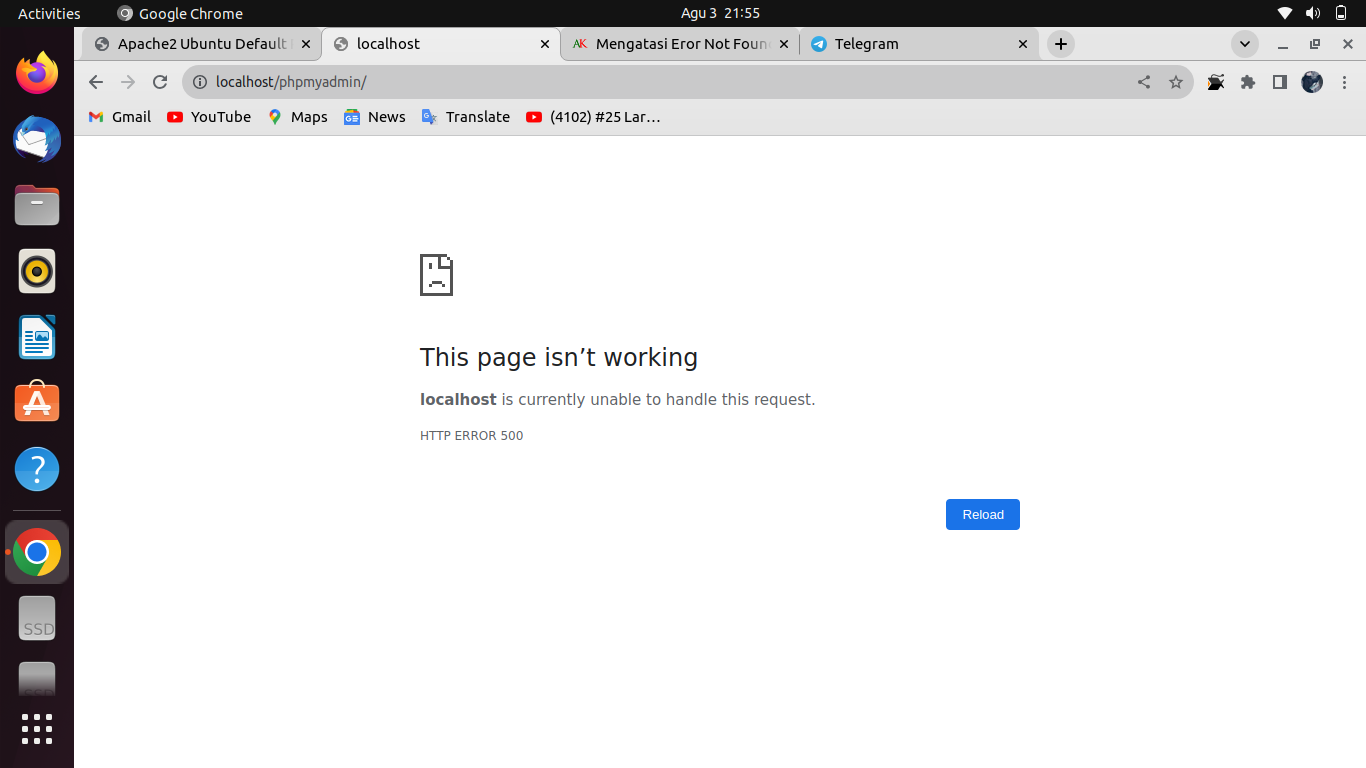 Activities Google Chrome Agu 3 21:55
Apache2 Ubuntu Default localhost Mengatasi Eror Not Foun Telegram
localhost/phpmyadmin/
Gmail YouTube Maps News Translate (4102) #25 Lar…
This page isn’t working
localhost is currently unable to handle this request.
HTTP ERROR 500
Reload
SSD